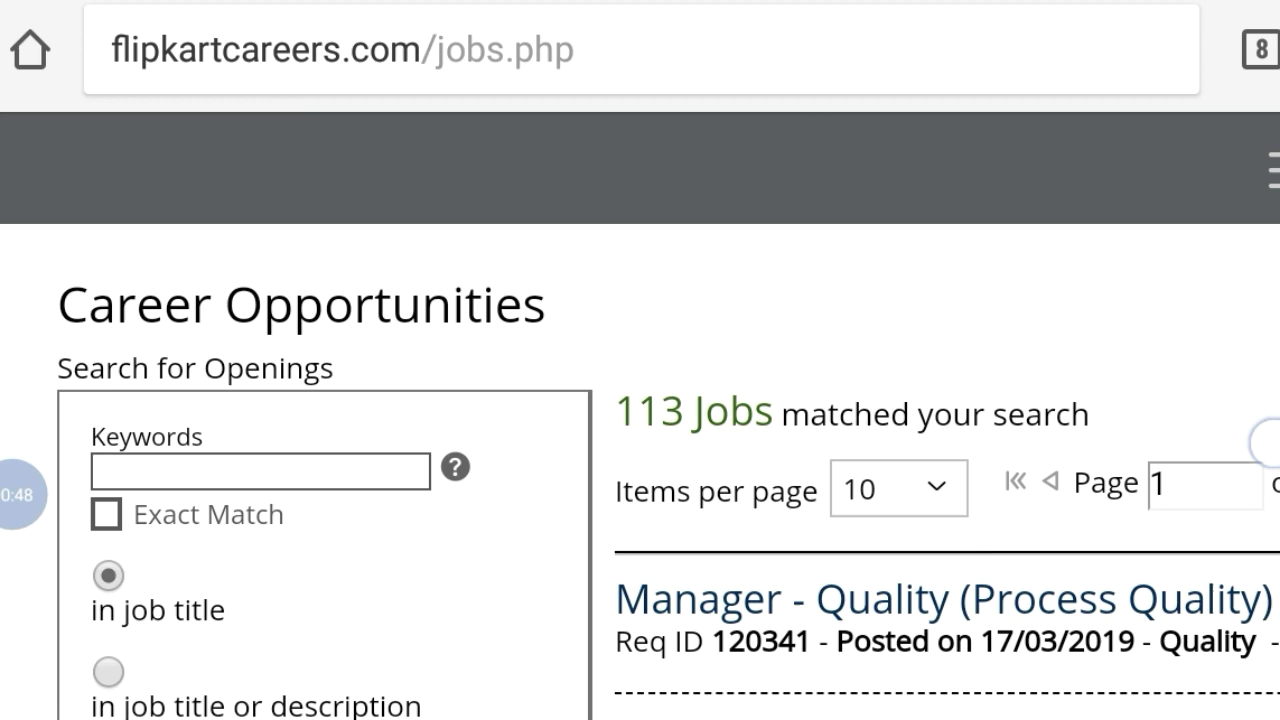 flipkartcareers.com/jobs.php
8
Career Opportunities
Search for Openings
Keywords
?
Exact Match
in job title
in job title or description
0:48
113 Jobs matched your search
Items per page 10 Page 1
Manager - Quality (Process Quality)
Req ID 120341 - Posted on 17/03/2019 - Quality -